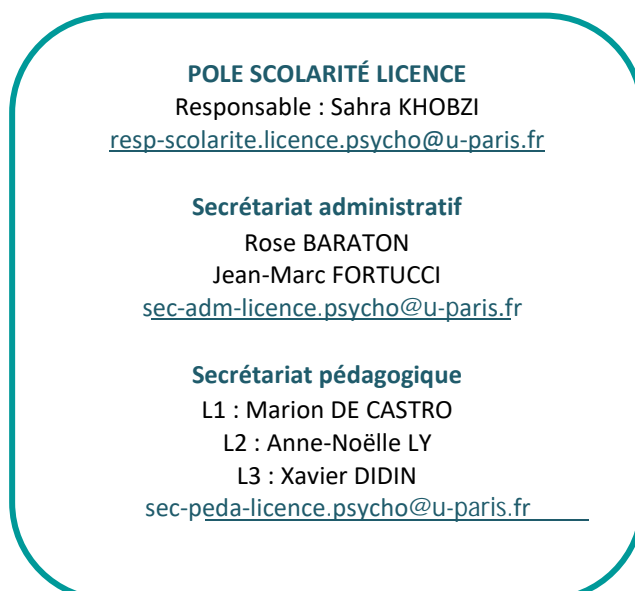 POLE SCOLARITÉ LICENCE
Responsable : Sahra KHOBZI
resp-scolarite.licence.psycho@u-paris.fr
Secrétariat administratif
Rose BARATON
Jean-Marc FORTUCCI
sec-adm-licence.psycho@u-paris.fr
Secrétariat pédagogique
L1 : Marion DE CASTRO
L2 : Anne-Noëlle LY
L3 : Xavier DIDIN
sec-peda-licence.psycho@u-paris.fr